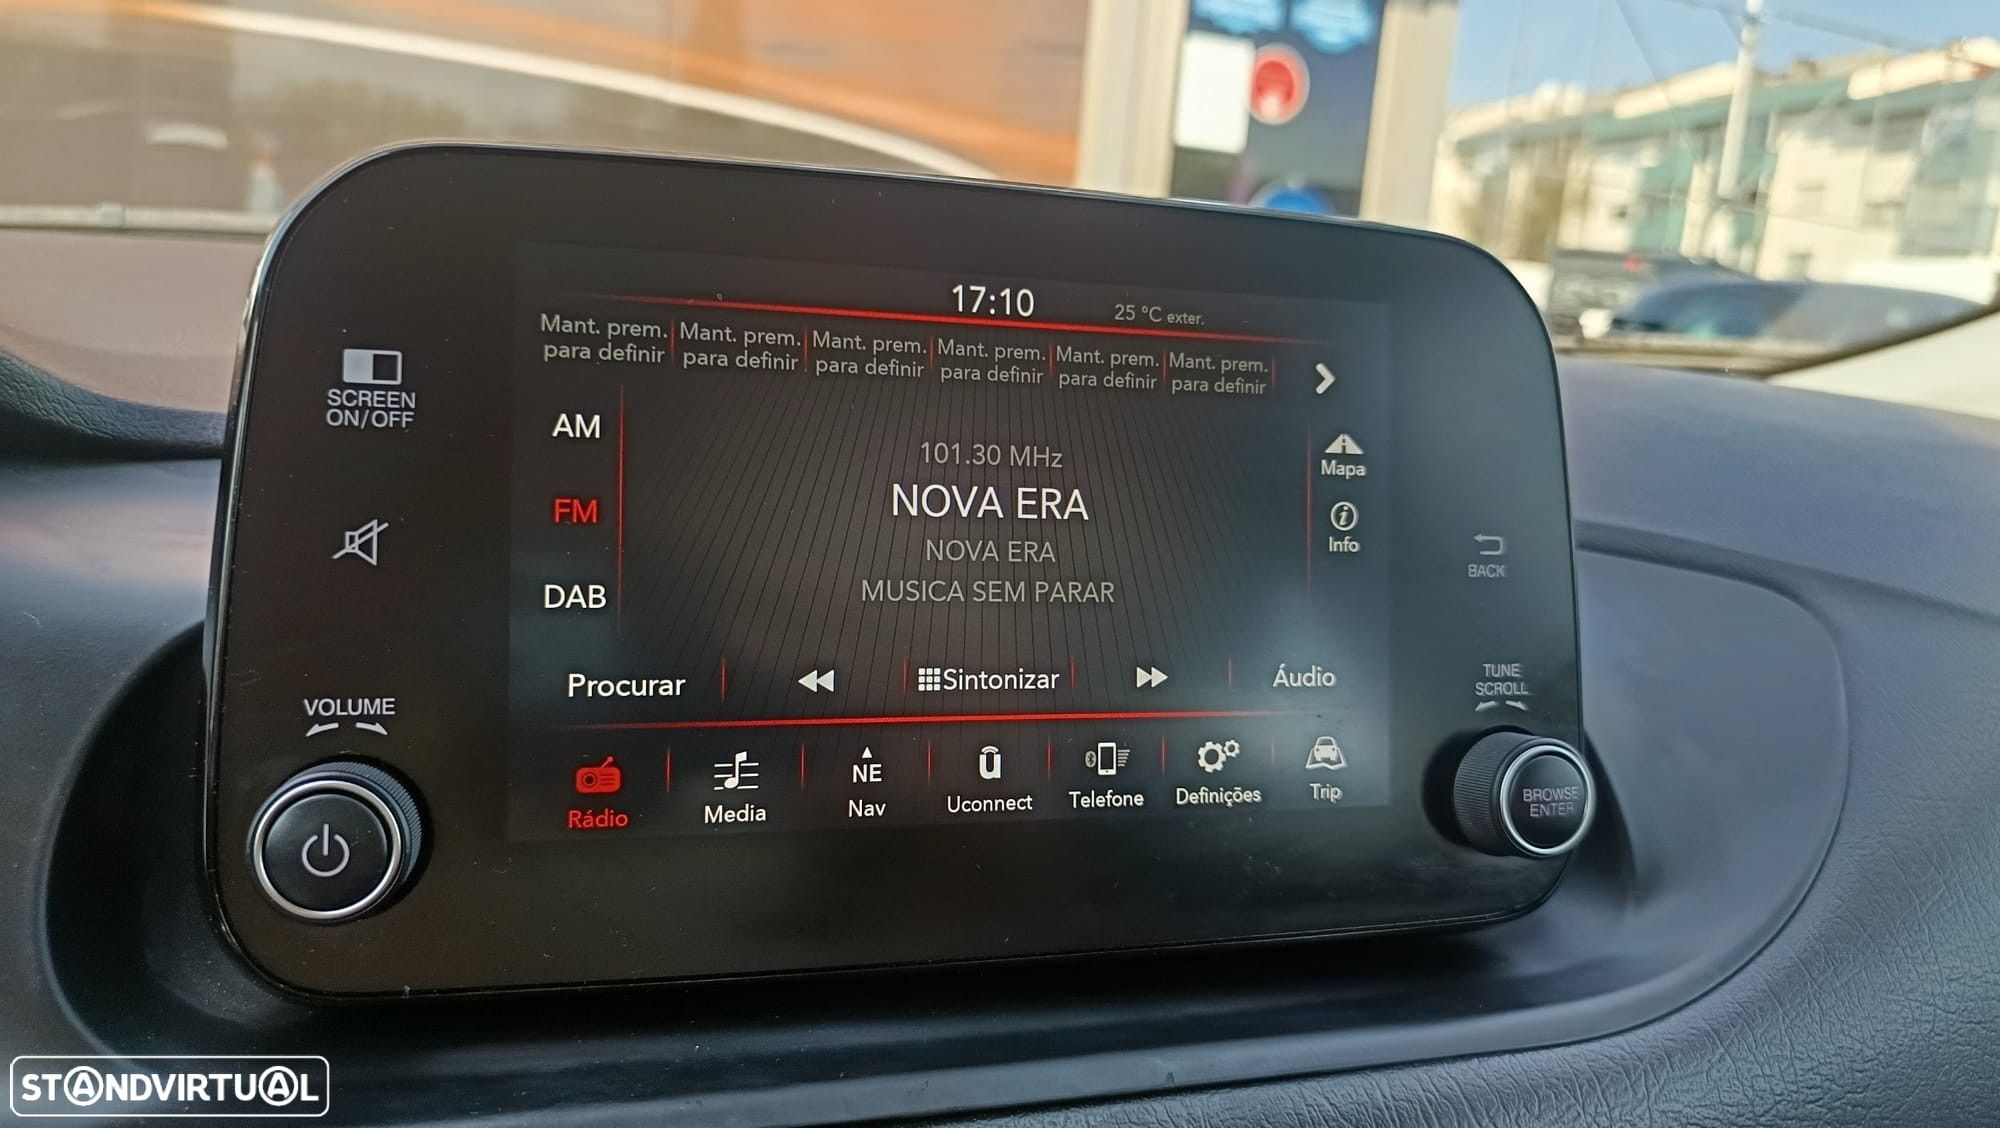 17:10
25 °C exter.
Mant. prem. Mant. prem. Mant. prem. Mant. prem. Mant. prem. Mant. prem.
para definir para definir para definir para definir para definir para definir
SCREEN
ON/OFF
AM
FM
DAB
101.30 MHz
NOVA ERA
NOVA ERA
MUSICA SEM PARAR
Mapa
Info
BACK
TUNE
SCROLL
VOLUME
Procurar Sintonizar Áudio
NE
Rádio Media Nav Uconnect Telefone Definições Trip
BROWSE
ENTER
STANDVIRTUAL